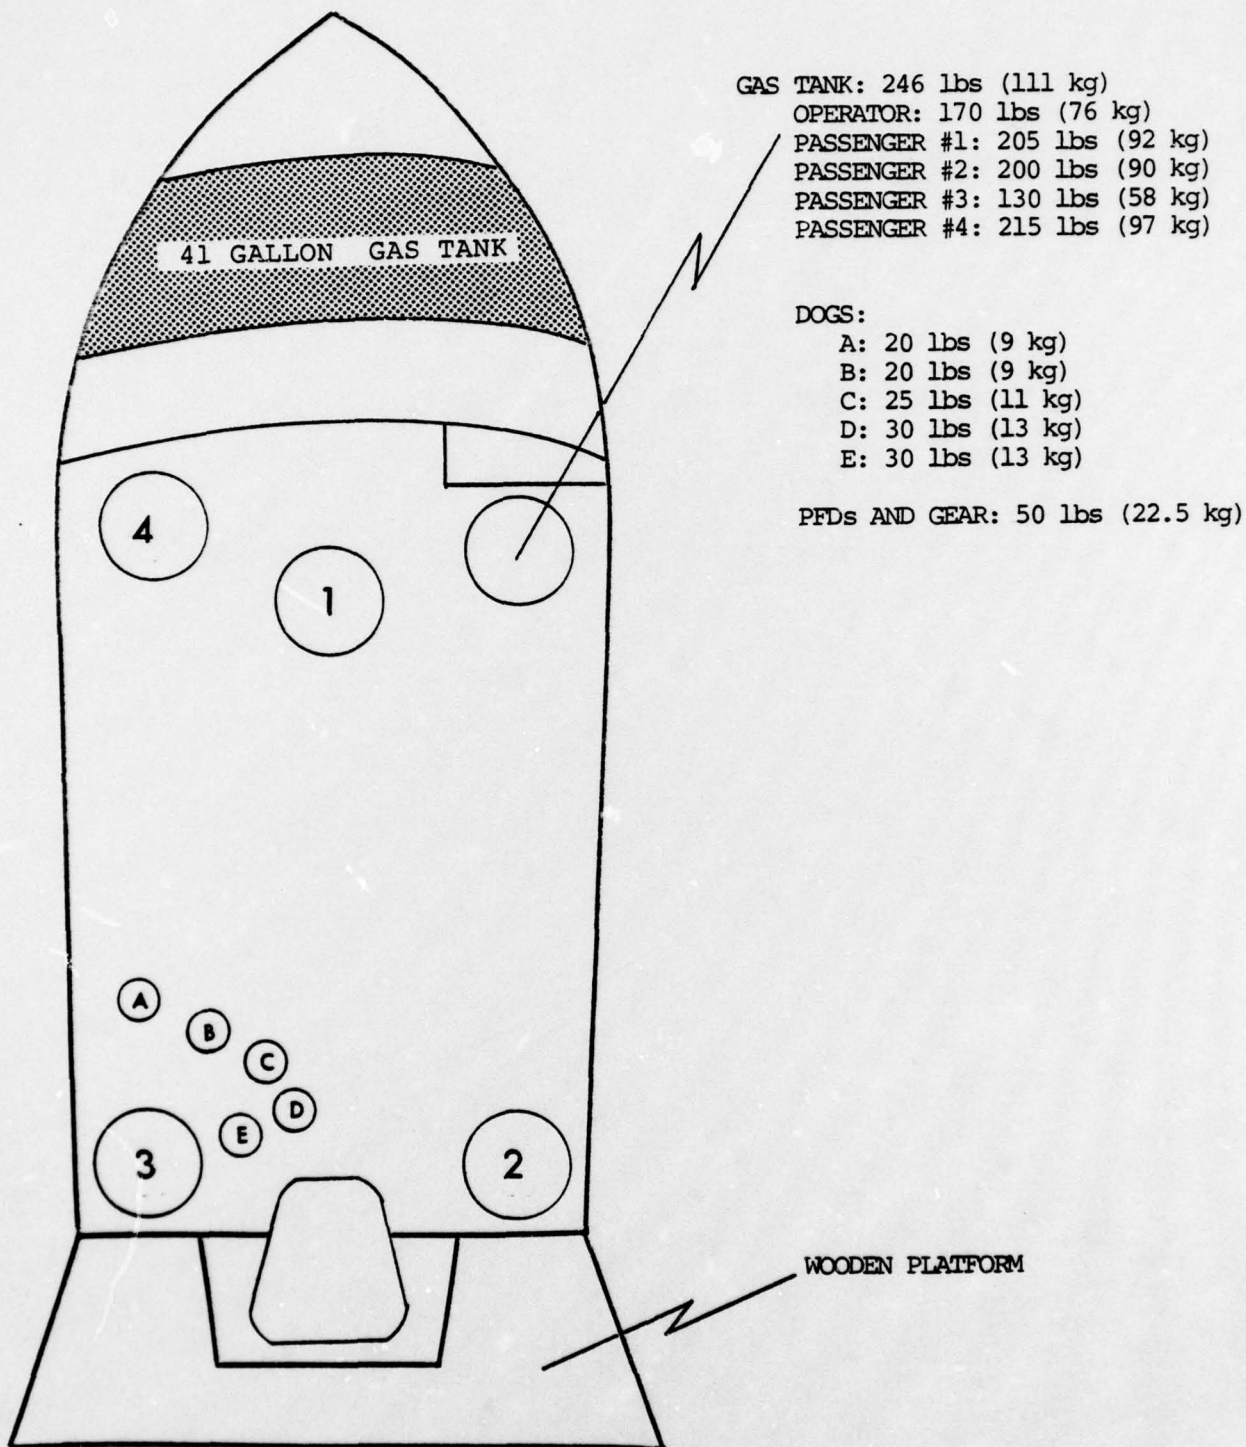 GAS TANK: 246 lbs (111 kg)
OPERATOR: 170 lbs (76 kg)
PASSENGER #1: 205 lbs (92 kg)
PASSENGER #2: 200 lbs (90 kg)
PASSENGER #3: 130 lbs (58 kg)
PASSENGER #4: 215 lbs (97 kg)
41 GALLON GAS TANK
DOGS:
A: 20 lbs (9 kg)
B: 20 lbs (9 kg)
C: 25 lbs (11 kg)
D: 30 lbs (13 kg)
E: 30 lbs (13 kg)
PFDs AND GEAR: 50 lbs (22.5 kg)
4
1
A
B
C
D
E
3
2
WOODEN PLATFORM